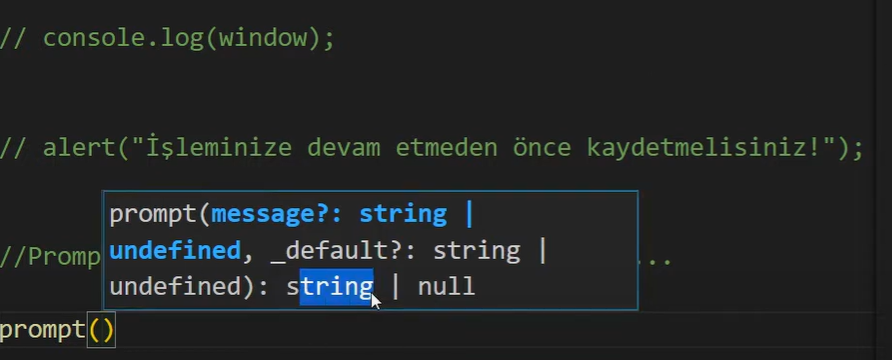 // console.log(window);
// alert("İşleminize devam etmeden önce kaydetmelisiniz!");
prompt(message?: string |
undefined, _default?: string |
undefined): string | null
//Promp ...
prompt()